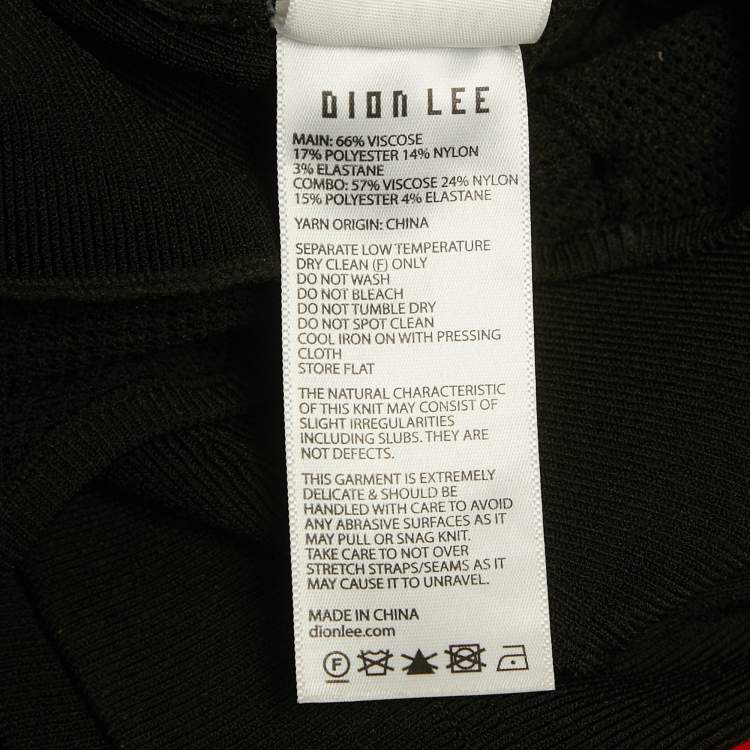 DION LEE
MAIN: 66% VISCOSE
17% POLYESTER 14% NYLON
3% ELASTANE
COMBO: 57% VISCOSE 24% NYLON
15% POLYESTER 4% ELASTANE
YARN ORIGIN: CHINA
SEPARATE LOW TEMPERATURE
DRY CLEAN (F) ONLY
DO NOT WASH
DO NOT BLEACH
DO NOT TUMBLE DRY
DO NOT SPOT CLEAN
COOL IRON ON WITH PRESSING
CLOTH
STORE FLAT
THE NATURAL CHARACTERISTIC
OF THIS KNIT MAY CONSIST OF
SLIGHT IRREGULARITIES
INCLUDING SLUBS. THEY ARE
NOT DEFECTS.
THIS GARMENT IS EXTREMELY
DELICATE & SHOULD BE
HANDLED WITH CARE TO AVOID
ANY ABRASIVE SURFACES AS IT
MAY PULL OR SNAG KNIT.
TAKE CARE TO NOT OVER
STRETCH STRAPS/SEAMS AS IT
MAY CAUSE IT TO UNRAVEL.
MADE IN CHINA
dionlee.com
F